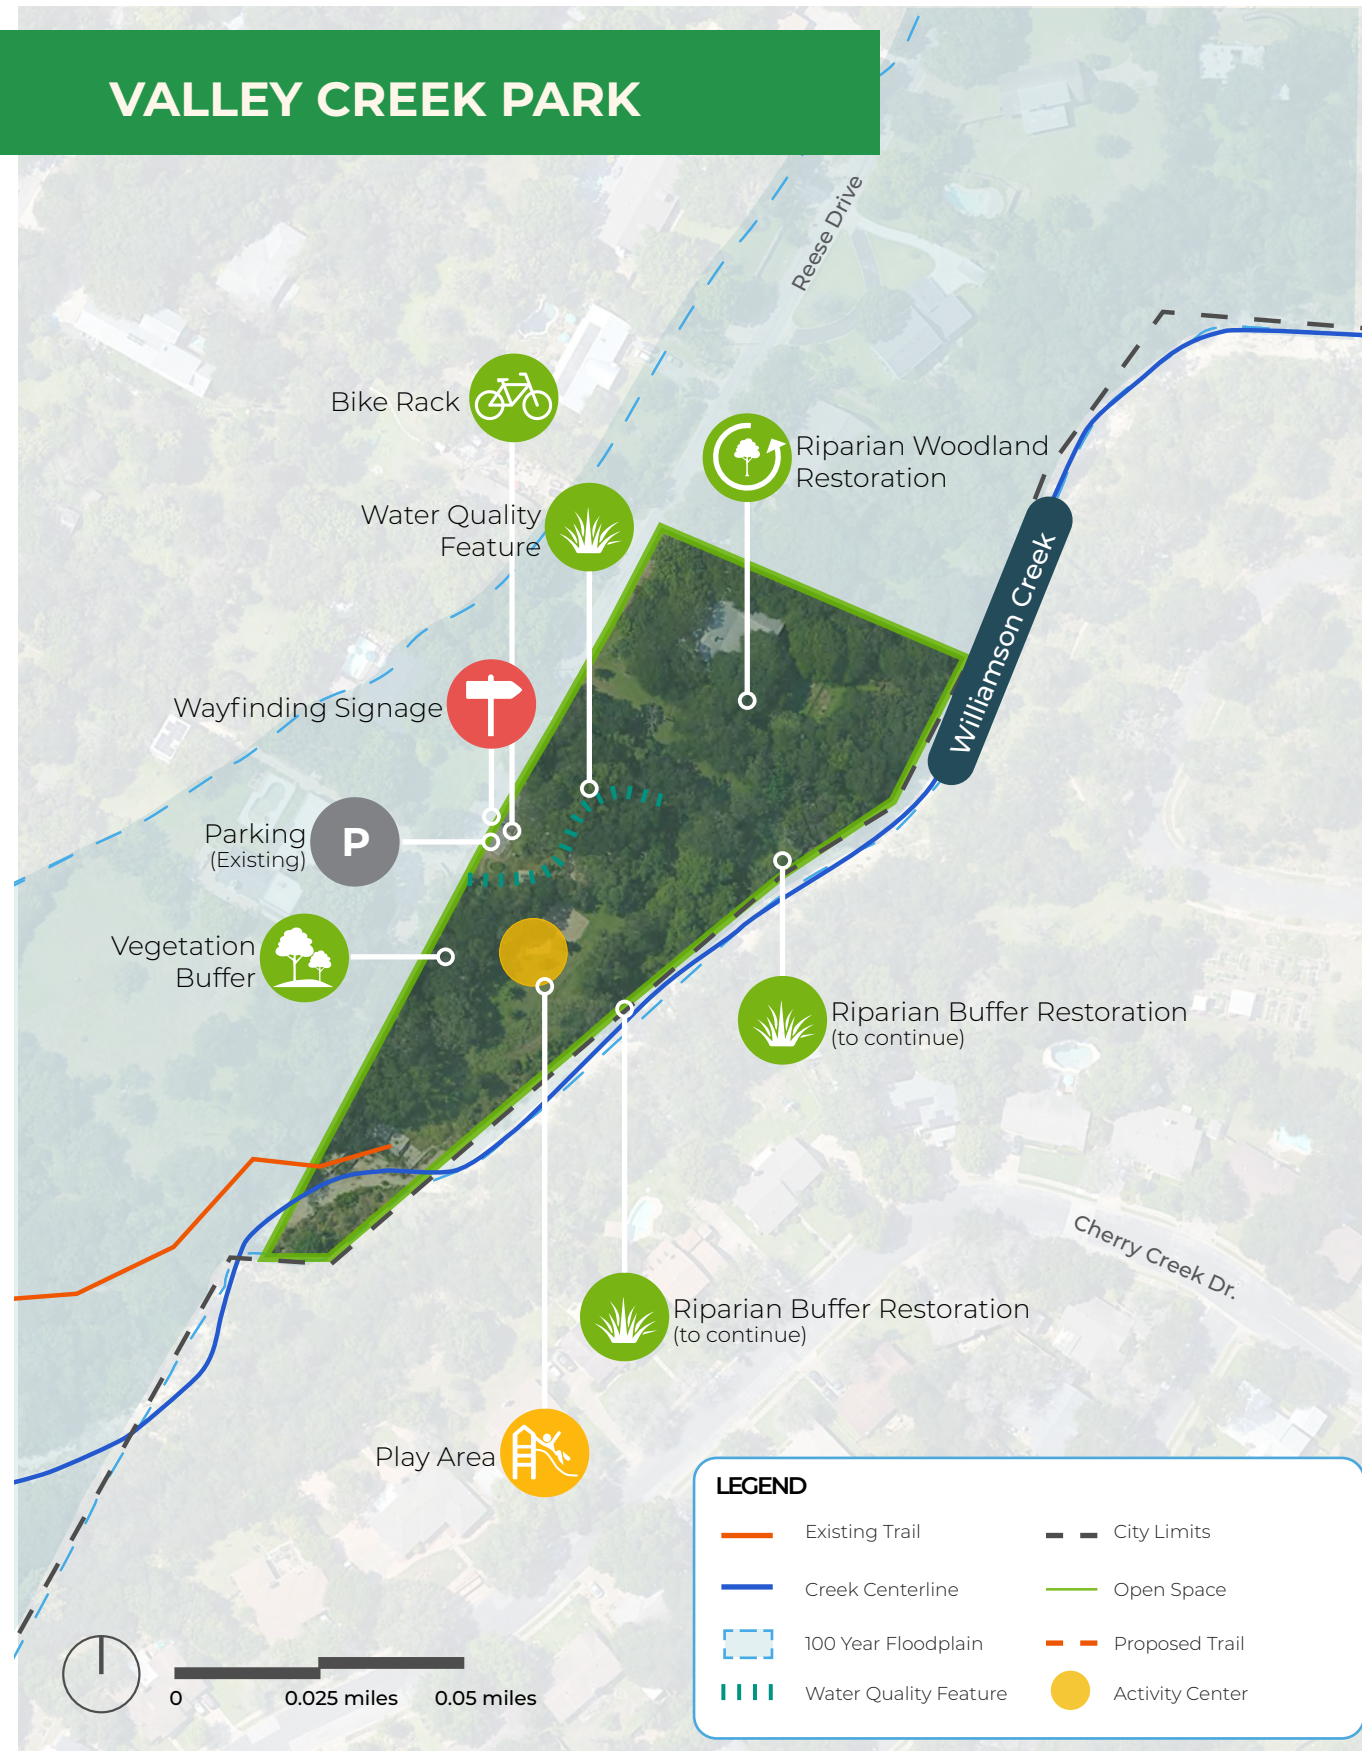 VALLEY CREEK PARK
Reese Drive
Bike Rack
Riparian Woodland
Restoration
Water Quality
Feature
Williamson Creek
Wayfinding Signage
Parking
(Existing)
P
Vegetation
Buffer
Riparian Buffer Restoration
(to continue)
Cherry Creek Dr.
Riparian Buffer Restoration
(to continue)
Play Area
LEGEND
Existing Trail
City Limits
Creek Centerline
Open Space
100 Year Floodplain
Proposed Trail
Water Quality Feature
Activity Center
0
0.025 miles
0.05 miles